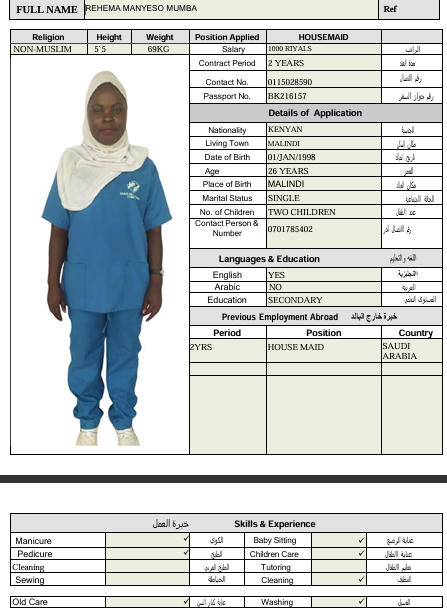 FULL NAME REHEMA MANYESO MUMBA Ref
Religion Height Weight Position Applied HOUSEMAID
NON-MUSLIM 5`5 69KG Salary 1000 RIYALS الراتب
Contract Period 2 YEARS مدة العقد
Contact No. 0115028590 رقم الاتصال
Passport No. BK216157 رقم جواز السفر
Details of Application
Nationality KENYAN الجنسية
Living Town MALINDI مكان السكن
Date of Birth 01/JAN/1998 تاريخ الميلاد
Age 26 YEARS العمر
Place of Birth MALINDI مكان الميلاد
Marital Status SINGLE الحالة الاجتماعية
No. of Children TWO CHILDREN عدد الأطفال
Contact Person & Number 0701785402 رقم الاتصال
Languages & Education اللغة والتعليم
English YES الانجليزية
Arabic NO العربية
Education SECONDARY المستوى التعليمي
Previous Employment Abroad خبرة خارج البلاد
Period Position Country
2YRS HOUSE MAID SAUDI ARABIA
خبرة العمل Skills & Experience
Manicure ✓ الكوي Baby Sitting ✓ عناية الرضع
Pedicure ✓ الطبخ Children Care ✓ عناية الأطفال
Cleaning الطبخ العربي Tutoring تعليم الأطفال
Sewing الخياطة Cleaning ✓ التنظيف
Old Care ✓ عناية كبار السن Washing ✓ الغسيل